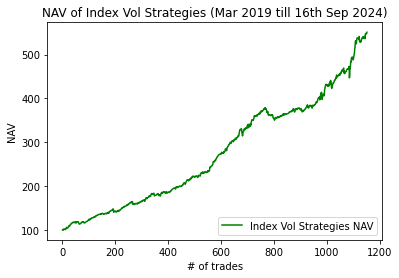 NAV of Index Vol Strategies (Mar 2019 till 16th Sep 2024)
500
400
NAV
300
200
100
Index Vol Strategies NAV
0 200 400 600 800 1000 1200
# of trades